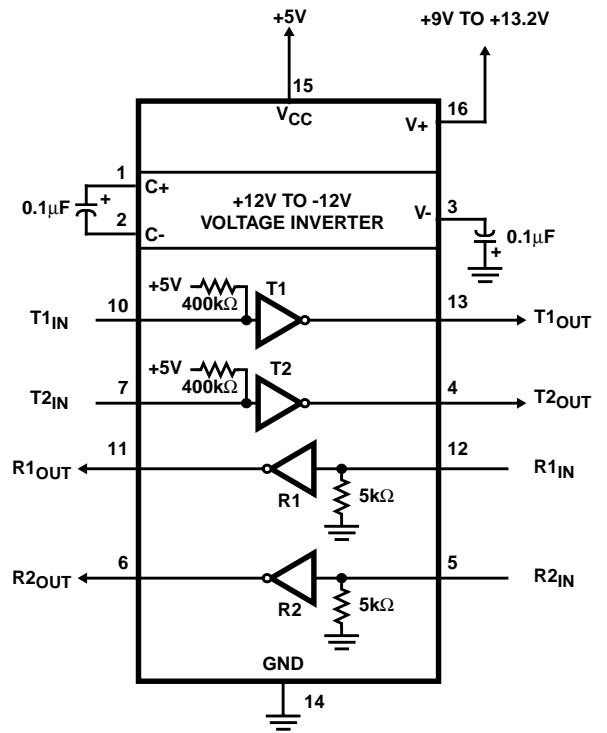 +5V
+9V TO +13.2V
15
VCC
16
V+
1
C+
+
0.1μF
2
C-
+12V TO -12V
VOLTAGE INVERTER
V-
3
0.1μF
+
+5V
400kΩ
T1
T1IN
10
13
T1OUT
+5V
400kΩ
T2
T2IN
7
4
T2OUT
R1OUT
11
R1
5kΩ
12
R1IN
R2OUT
6
R2
5kΩ
5
R2IN
GND
14